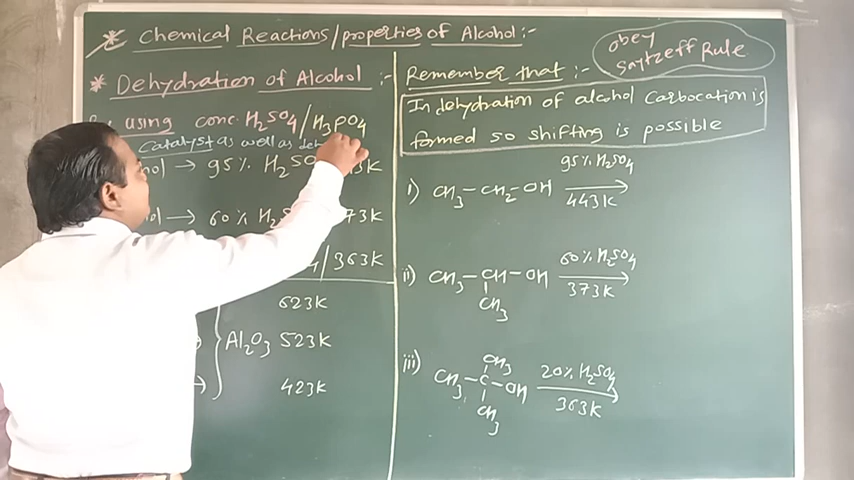 * Chemical Reactions/properties of Alcohol:-
obey
Saytzeff Rule
* Dehydration of Alcohol :-
using conc. H2SO4/H3PO4
Catalyst as well as
→ 95% H2SO 3K
→ 60% H2S 73K
/363K
623K
Al2O3 523K
→ 423K
Remember that :-
In dehydration of alcohol Carbocation is
formed so shifting is possible
i) CH3-CH2-OH 95% H2SO4
443K
ii) CH3-CH-OH 60% H2SO4
CH3 373K
CH3
iii) CH3-C-OH 20% H2SO4
CH3 363K